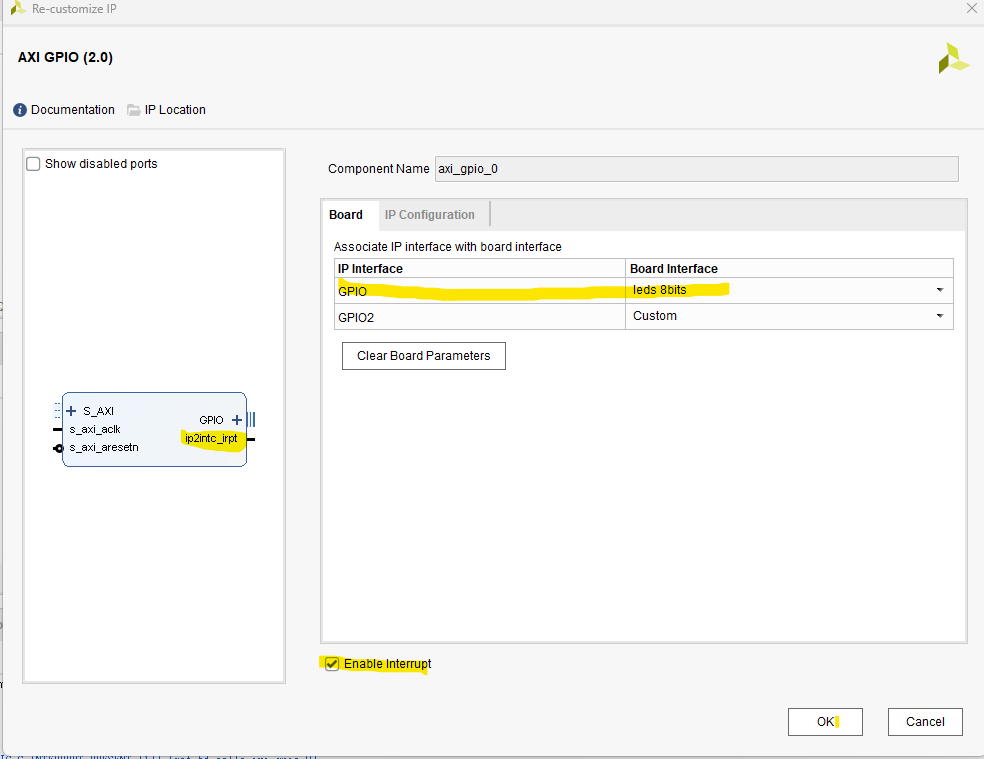 Re-customize IP
AXI GPIO (2.0)
Documentation IP Location
Show disabled ports
Component Name axi_gpio_0
Board IP Configuration
Associate IP interface with board interface
IP Interface Board Interface
GPIO leds 8bits
GPIO2 Custom
Clear Board Parameters
S_AXI
s_axi_aclk
s_axi_aresetn
GPIO
ip2intc_irpt
Enable Interrupt
OK Cancel